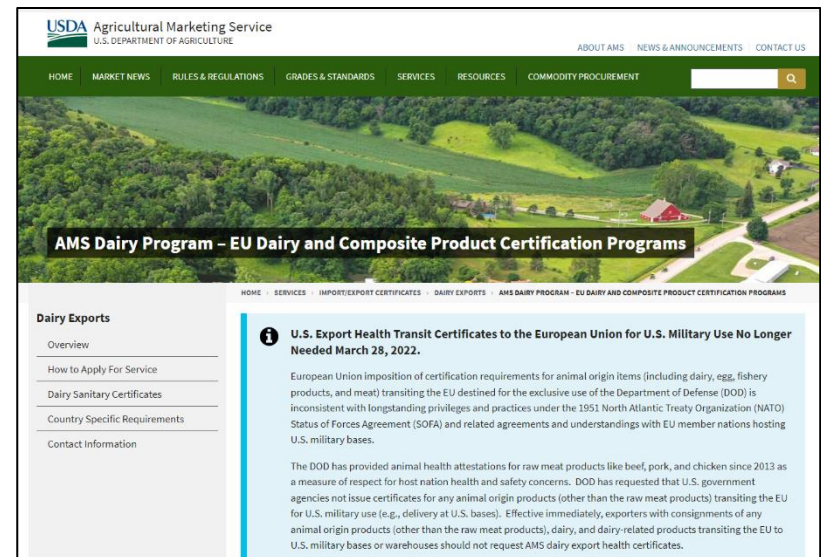 USDA Agricultural Marketing Service
U.S. DEPARTMENT OF AGRICULTURE
ABOUT AMS NEWS & ANNOUNCEMENTS CONTACT US
HOME MARKET NEWS RULES & REGULATIONS GRADES & STANDARDS SERVICES RESOURCES COMMODITY PROCUREMENT
AMS Dairy Program – EU Dairy and Composite Product Certification Programs
HOME › SERVICES › IMPORT/EXPORT CERTIFICATES › DAIRY EXPORTS › AMS DAIRY PROGRAM – EU DAIRY AND COMPOSITE PRODUCT CERTIFICATION PROGRAMS
Dairy Exports
Overview
How to Apply For Service
Dairy Sanitary Certificates
Country Specific Requirements
Contact Information
U.S. Export Health Transit Certificates to the European Union for U.S. Military Use No Longer
Needed March 28, 2022.
European Union imposition of certification requirements for animal origin items (including dairy, egg, fishery
products, and meat) transiting the EU destined for the exclusive use of the Department of Defense (DOD) is
inconsistent with longstanding privileges and practices under the 1951 North Atlantic Treaty Organization (NATO)
Status of Forces Agreement (SOFA) and related agreements and understandings with EU member nations hosting
U.S. military bases.
The DOD has provided animal health attestations for raw meat products like beef, pork, and chicken since 2013 as
a measure of respect for host nation health and safety concerns. DOD has requested that U.S. government
agencies not issue certificates for any animal origin products (other than the raw meat products) transiting the EU
for U.S. military use (e.g., delivery at U.S. bases). Effective immediately, exporters with consignments of any
animal origin products (other than the raw meat products), dairy, and dairy-related products transiting the EU to
U.S. military bases or warehouses should not request AMS dairy export health certificates.